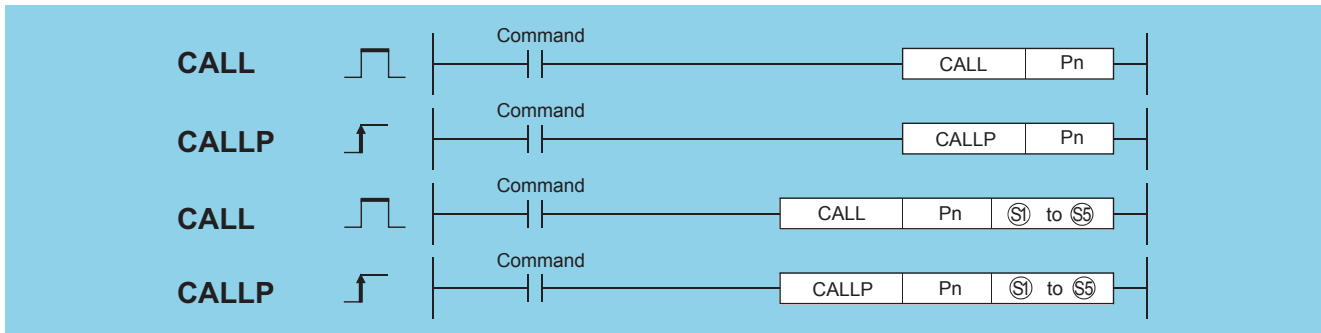 Command
CALL CALL Pn
Command
CALLP CALLP Pn
Command
CALL CALL Pn S1 to S5
Command
CALLP CALLP Pn S1 to S5